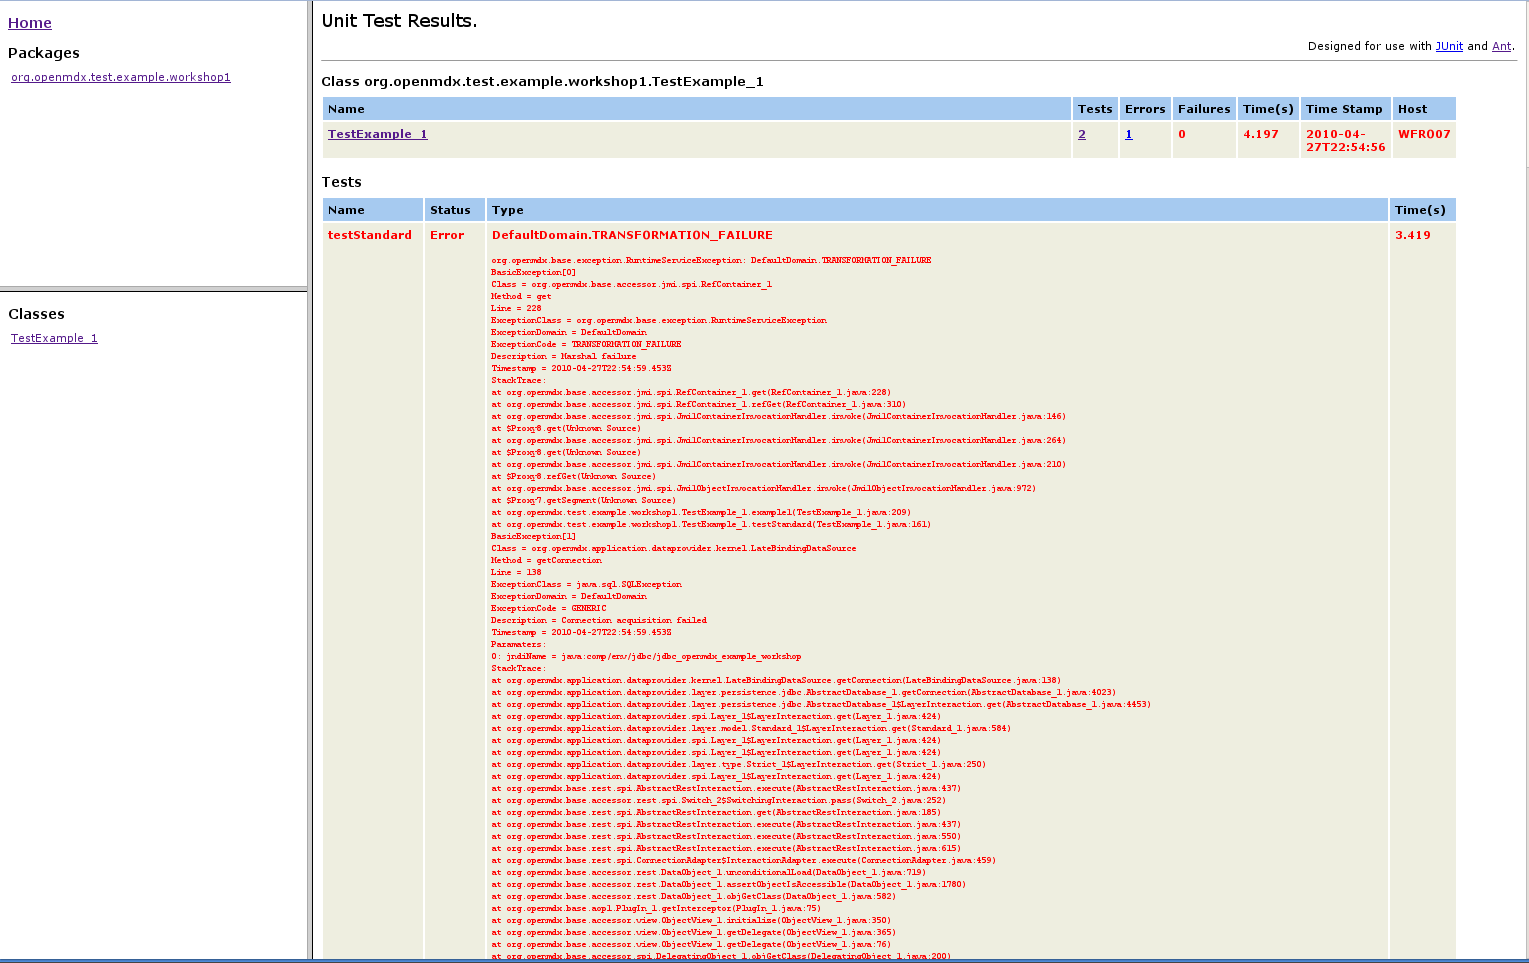 Home
Packages
org.openmdx.test.example.workshop1
Classes
TestExample_1
Unit Test Results.
Designed for use with JUnit and Ant.
Class org.openmdx.test.example.workshop1.TestExample_1
Name Tests Errors Failures Time(s) Time Stamp Host
TestExample_1 2 1 0 4.197 2010-04-27T22:54:56 WFRO07
Tests
Name Status Type Time(s)
testStandard Error DefaultDomain.TRANSFORMATION_FAILURE 3.419
org.openmdx.base.exception.RuntimeServiceException: DefaultDomain.TRANSFORMATION_FAILURE
BasicException[0]
Class = org.openmdx.base.accessor.jmi.spi.RefContainer_1
Method = get
Line = 228
ExceptionClass = org.openmdx.base.exception.RuntimeServiceException
ExceptionDomain = DefaultDomain
ExceptionCode = TRANSFORMATION_FAILURE
Description = Marshal failure
Timestamp = 2010-04-27T22:54:59.453Z
StackTrace:
at org.openmdx.base.accessor.jmi.spi.RefContainer_1.get(RefContainer_1.java:228)
at org.openmdx.base.accessor.jmi.spi.RefContainer_1.refGet(RefContainer_1.java:310)
at org.openmdx.base.accessor.jmi.spi.Jmi1ContainerInvocationHandler.invoke(Jmi1ContainerInvocationHandler.java:146)
at $Proxy8.get(Unknown Source)
at org.openmdx.base.accessor.jmi.spi.Jmi1ContainerInvocationHandler.invoke(Jmi1ContainerInvocationHandler.java:264)
at $Proxy8.get(Unknown Source)
at org.openmdx.base.accessor.jmi.spi.Jmi1ContainerInvocationHandler.invoke(Jmi1ContainerInvocationHandler.java:210)
at $Proxy8.refGet(Unknown Source)
at org.openmdx.base.accessor.jmi.spi.Jmi1ObjectInvocationHandler.invoke(Jmi1ObjectInvocationHandler.java:972)
at $Proxy7.getSegment(Unknown Source)
at org.openmdx.test.example.workshop1.TestExample_1.example1(TestExample_1.java:209)
at org.openmdx.test.example.workshop1.TestExample_1.testStandard(TestExample_1.java:161)
BasicException[1]
Class = org.openmdx.application.dataprovider.kernel.LateBindingDataSource
Method = getConnection
Line = 138
ExceptionClass = java.sql.SQLException
ExceptionDomain = DefaultDomain
ExceptionCode = GENERIC
Description = Connection acquisition failed
Timestamp = 2010-04-27T22:54:59.453Z
Paramaters:
0: jndiName = java:comp/env/jdbc/jdbc_openmdx_example_workshop
StackTrace:
at org.openmdx.application.dataprovider.kernel.LateBindingDataSource.getConnection(LateBindingDataSource.java:138)
at org.openmdx.application.dataprovider.layer.persistence.jdbc.AbstractDatabase_1.getConnection(AbstractDatabase_1.java:4023)
at org.openmdx.application.dataprovider.layer.persistence.jdbc.AbstractDatabase_1$LayerInteraction.get(AbstractDatabase_1.java:4453)
at org.openmdx.application.dataprovider.spi.Layer_1$LayerInteraction.get(Layer_1.java:424)
at org.openmdx.application.dataprovider.layer.model.Standard_1$LayerInteraction.get(Standard_1.java:584)
at org.openmdx.application.dataprovider.spi.Layer_1$LayerInteraction.get(Layer_1.java:424)
at org.openmdx.application.dataprovider.spi.Layer_1$LayerInteraction.get(Layer_1.java:424)
at org.openmdx.application.dataprovider.layer.type.Strict_1$LayerInteraction.get(Strict_1.java:250)
at org.openmdx.application.dataprovider.spi.Layer_1$LayerInteraction.get(Layer_1.java:424)
at org.openmdx.base.rest.spi.AbstractRestInteraction.execute(AbstractRestInteraction.java:437)
at org.openmdx.base.accessor.rest.spi.Switch_2$SwitchingInteraction.pass(Switch_2.java:252)
at org.openmdx.base.rest.spi.AbstractRestInteraction.get(AbstractRestInteraction.java:185)
at org.openmdx.base.rest.spi.AbstractRestInteraction.execute(AbstractRestInteraction.java:437)
at org.openmdx.base.rest.spi.AbstractRestInteraction.execute(AbstractRestInteraction.java:550)
at org.openmdx.base.rest.spi.AbstractRestInteraction.execute(AbstractRestInteraction.java:615)
at org.openmdx.base.rest.spi.ConnectionAdapter$InteractionAdapter.execute(ConnectionAdapter.java:459)
at org.openmdx.base.accessor.rest.DataObject_1.unconditionalLoad(DataObject_1.java:719)
at org.openmdx.base.accessor.rest.DataObject_1.assertObjectIsAccessible(DataObject_1.java:1780)
at org.openmdx.base.accessor.rest.DataObject_1.objGetClass(DataObject_1.java:582)
at org.openmdx.base.aop1.PlugIn_1.getInterceptor(PlugIn_1.java:75)
at org.openmdx.base.accessor.view.ObjectView_1.initialise(ObjectView_1.java:350)
at org.openmdx.base.accessor.view.ObjectView_1.getDelegate(ObjectView_1.java:365)
at org.openmdx.base.accessor.view.ObjectView_1.getDelegate(ObjectView_1.java:76)
at org.openmdx.base.accessor.spi.DelegatingObject_1.objGetClass(DelegatingObject_1.java:200)